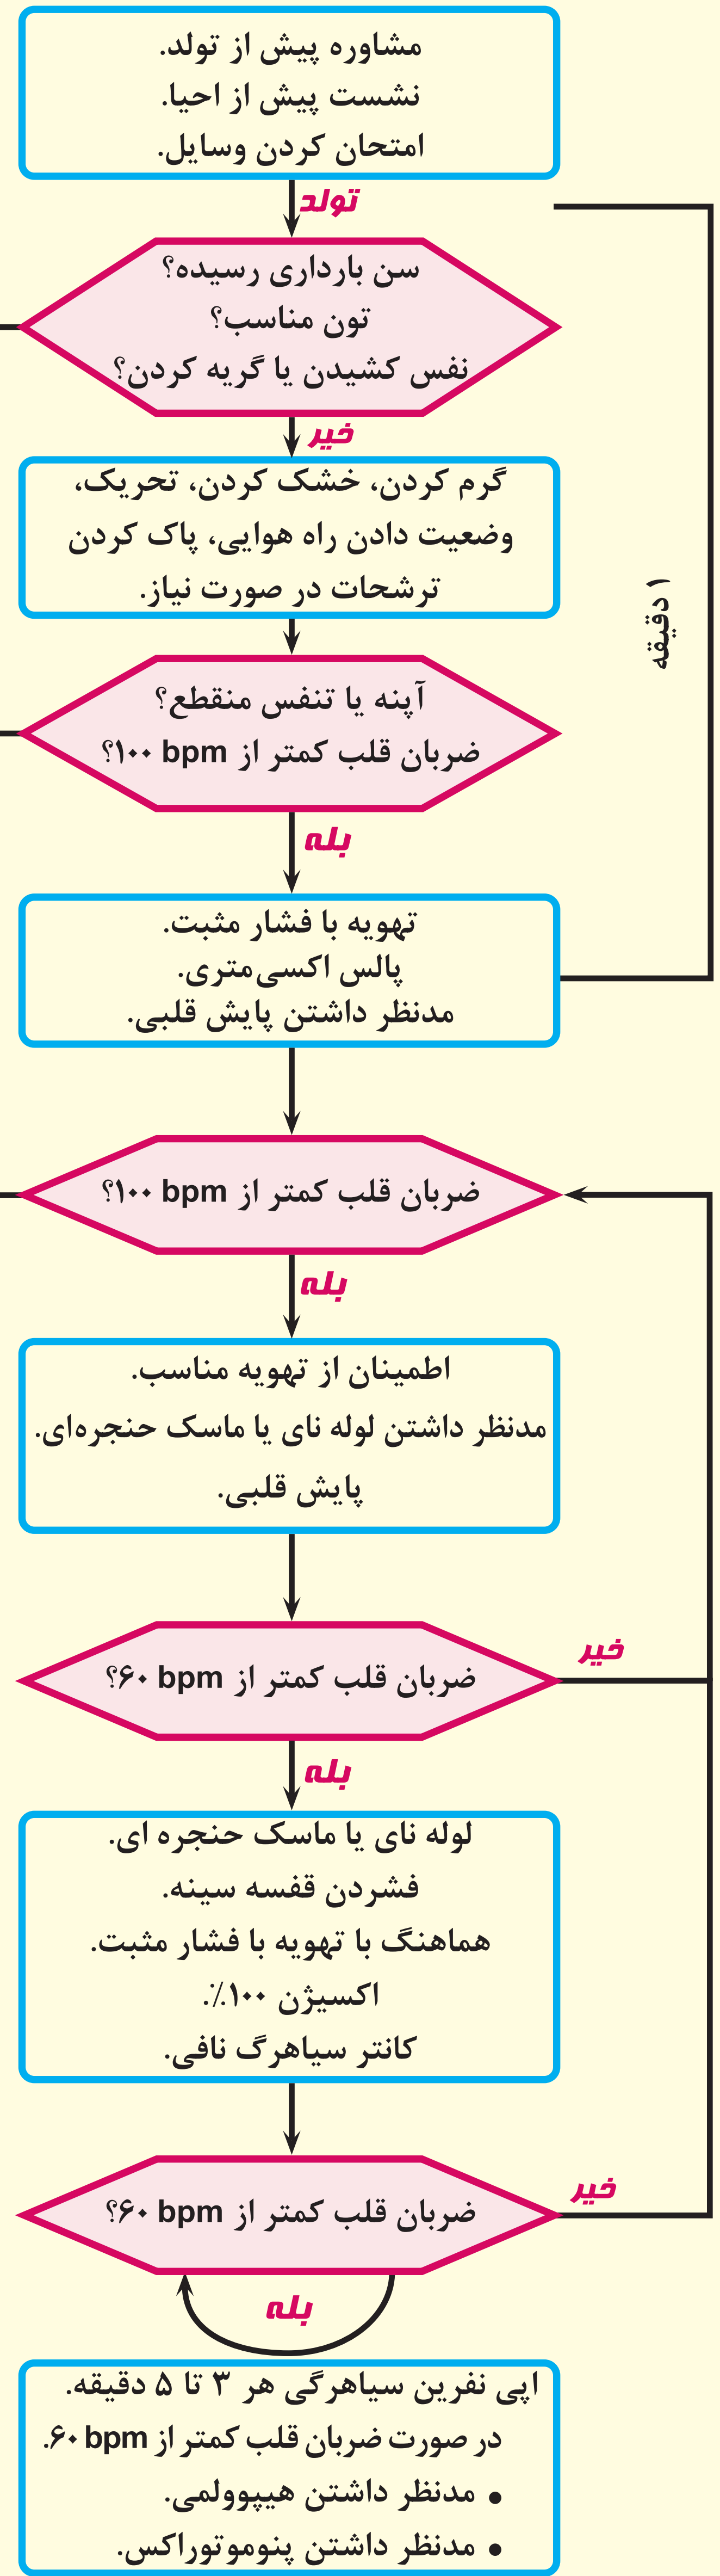 مشاوره پیش از تولد.
نشست پیش از احیا.
امتحان کردن وسایل.
تولد
سن بارداری رسیده؟
تون مناسب؟
نفس کشیدن یا گریه کردن؟
خیر
گرم کردن، خشک کردن، تحریک،
وضعیت دادن راه هوایی، پاک کردن
ترشحات در صورت نیاز.
۱ دقیقه
آپنه یا تنفس منقطع؟
ضربان قلب کمتر از ۱۰۰ bpm؟
بله
تهویه با فشار مثبت.
پالس اکسی‌متری.
مدنظر داشتن پایش قلبی.
ضربان قلب کمتر از ۱۰۰ bpm؟
بله
اطمینان از تهویه مناسب.
مدنظر داشتن لوله نای یا ماسک حنجره‌ای.
پایش قلبی.
ضربان قلب کمتر از ۶۰ bpm؟
خیر
بله
لوله نای یا ماسک حنجره ای.
فشردن قفسه سینه.
هماهنگ با تهویه با فشار مثبت.
اکسیژن ۱۰۰٪.
کانتر سیاهرگ نافی.
ضربان قلب کمتر از ۶۰ bpm؟
خیر
بله
اپی نفرین سیاهرگی هر ۳ تا ۵ دقیقه.
در صورت ضربان قلب کمتر از ۶۰ bpm.
• مدنظر داشتن هیپوولمی.
• مدنظر داشتن پنوموتوراکس.